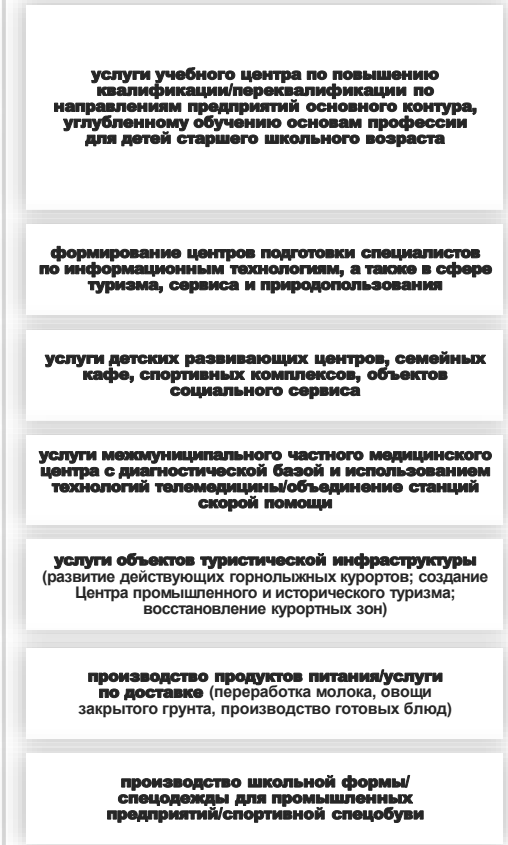 услуги учебного центра по повышению
квалификации/переквалификации по
направлениям предприятий основного контура,
углубленному обучению основам профессии
для детей старшего школьного возраста
формирование центров подготовки специалистов
по информационным технологиям, а также в сфере
туризма, сервиса и природопользования
услуги детских развивающих центров, семейных
кафе, спортивных комплексов, объектов
социального сервиса
услуги межмуниципального частного медицинского
центра с диагностической базой и использованием
технологий телемедицины/объединение станций
скорой помощи
услуги объектов туристической инфраструктуры
(развитие действующих горнолыжных курортов; создание
Центра промышленного и исторического туризма;
восстановление курортных зон)
производство продуктов питания/услуги
по доставке (переработка молока, овощи
закрытого грунта, производство готовых блюд)
производство школьной формы/
спецодежды для промышленных
предприятий/спортивной спецобуви